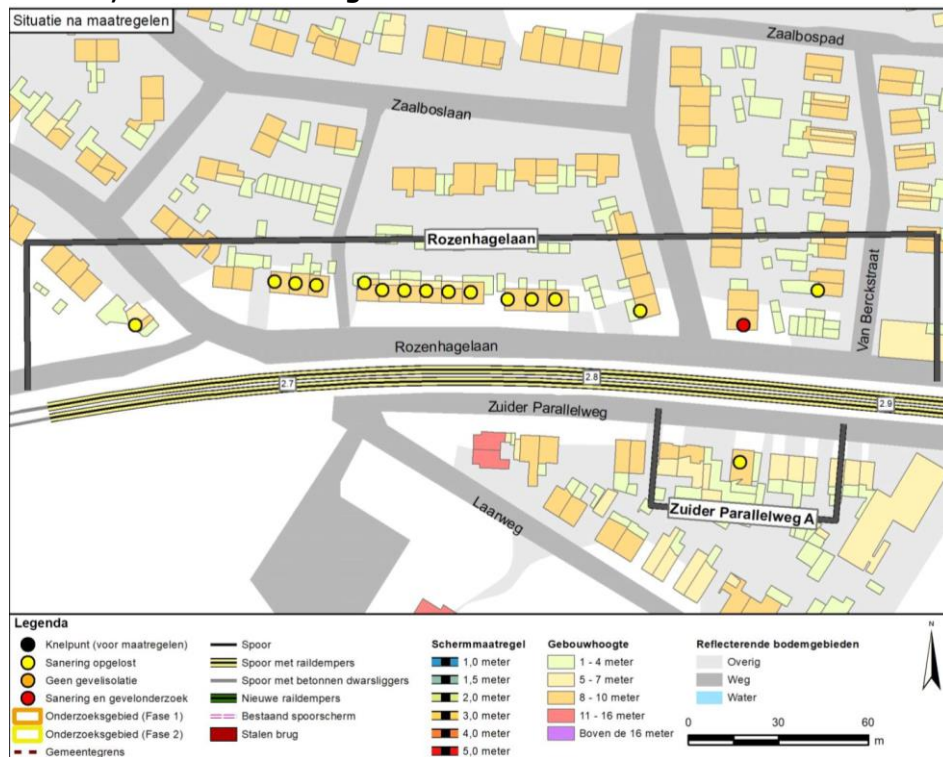 Situatie na maatregelen
Zaalbospad
Zaalboslaan
Rozenhagelaan
Van Berckstraat
Rozenhagelaan
2.7
2.8
2.9
Zuider Parallelweg
Laarweg
Zuider Parallelweg A
Legenda
Knelpunt (voor maatregelen)
Sanering opgelost
Geen gevelisolatie
Sanering en gevelonderzoek
Onderzoeksgebied (Fase 1)
Onderzoeksgebied (Fase 2)
Gemeentegrens
Spoor
Spoor met raildempers
Spoor met betonnen dwarsliggers
Nieuwe raildempers
Bestaand spoorscherm
Stalen brug
Schermmaatregel
1,0 meter
1,5 meter
2,0 meter
3,0 meter
4,0 meter
5,0 meter
Gebouwhoogte
1 - 4 meter
5 - 7 meter
8 - 10 meter
11 - 16 meter
Boven de 16 meter
Reflecterende bodemgebieden
Overig
Weg
Water
0 30 60
m
N